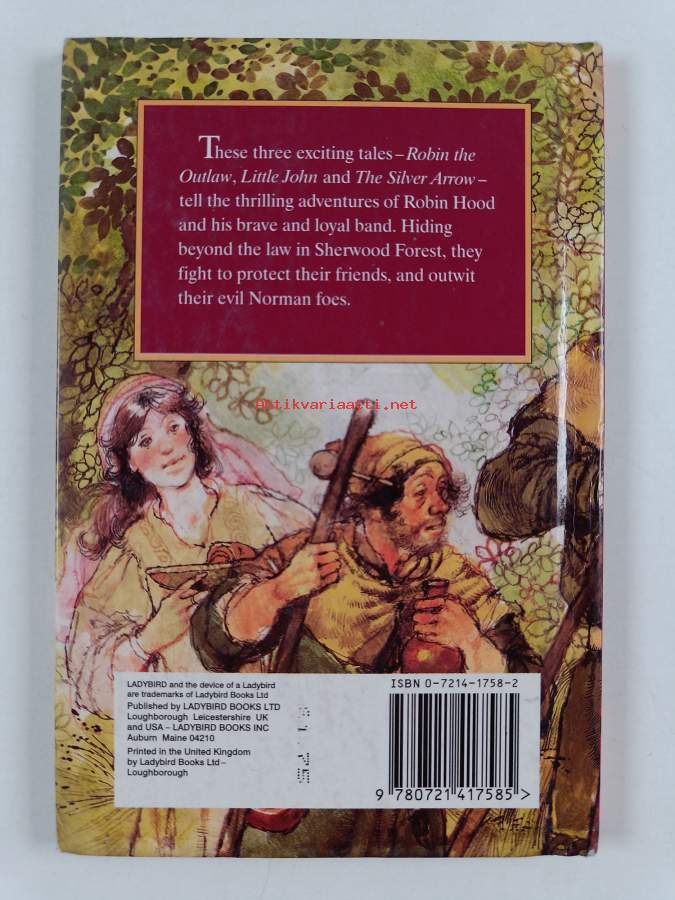 These three exciting tales – Robin the
Outlaw, Little John and The Silver Arrow –
tell the thrilling adventures of Robin Hood
and his brave and loyal band. Hiding
beyond the law in Sherwood Forest, they
fight to protect their friends, and outwit
their evil Norman foes.
antikvariaatti.net
LADYBIRD and the device of a Ladybird
are trademarks of Ladybird Books Ltd
Published by LADYBIRD BOOKS LTD
Loughborough Leicestershire UK
and USA – LADYBIRD BOOKS INC
Auburn Maine 04210
Printed in the United Kingdom
by Ladybird Books Ltd –
Loughborough
ISBN 0-7214-1758-2
9 780721 417585 >